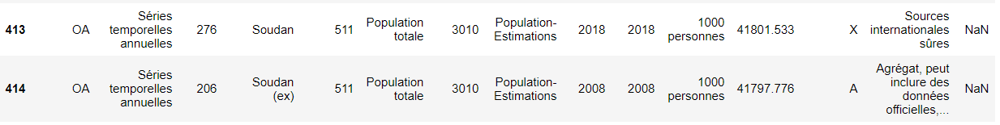 413 OA Séries temporelles annuelles 276 Soudan 511 Population totale 3010 Population-Estimations 2018 2018 1000 personnes 41801.533 X Sources internationales sûres NaN
414 OA Séries temporelles annuelles 206 Soudan (ex) 511 Population totale 3010 Population-Estimations 2008 2008 1000 personnes 41797.776 A Agrégat, peut inclure des données officielles,... NaN